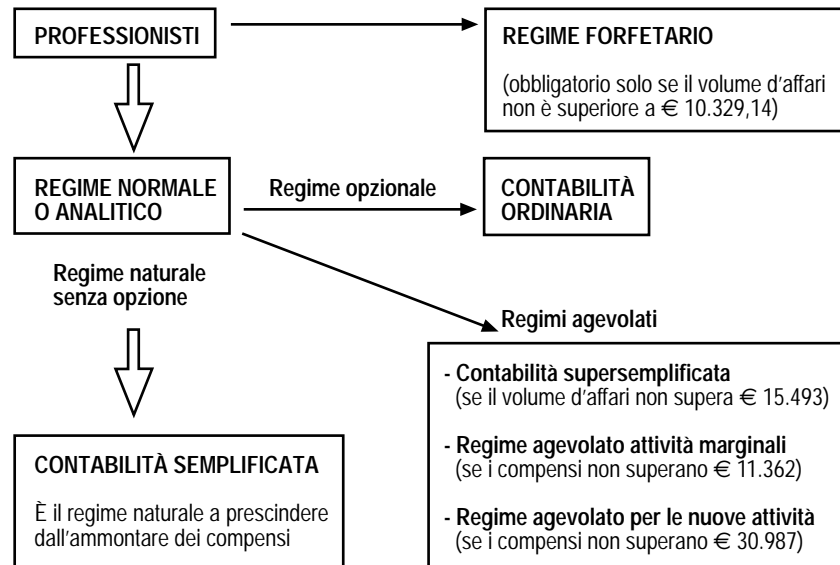 PROFESSIONISTI
REGIME FORFETARIO
(obbligatorio solo se il volume d'affari
non è superiore a € 10.329,14)
REGIME NORMALE
O ANALITICO
Regime opzionale
CONTABILITÀ
ORDINARIA
Regime naturale
senza opzione
Regimi agevolati
- Contabilità supersemplificata
(se il volume d'affari non supera € 15.493)
- Regime agevolato attività marginali
(se i compensi non superano € 11.362)
- Regime agevolato per le nuove attività
(se i compensi non superano € 30.987)
CONTABILITÀ SEMPLIFICATA
È il regime naturale a prescindere
dall'ammontare dei compensi